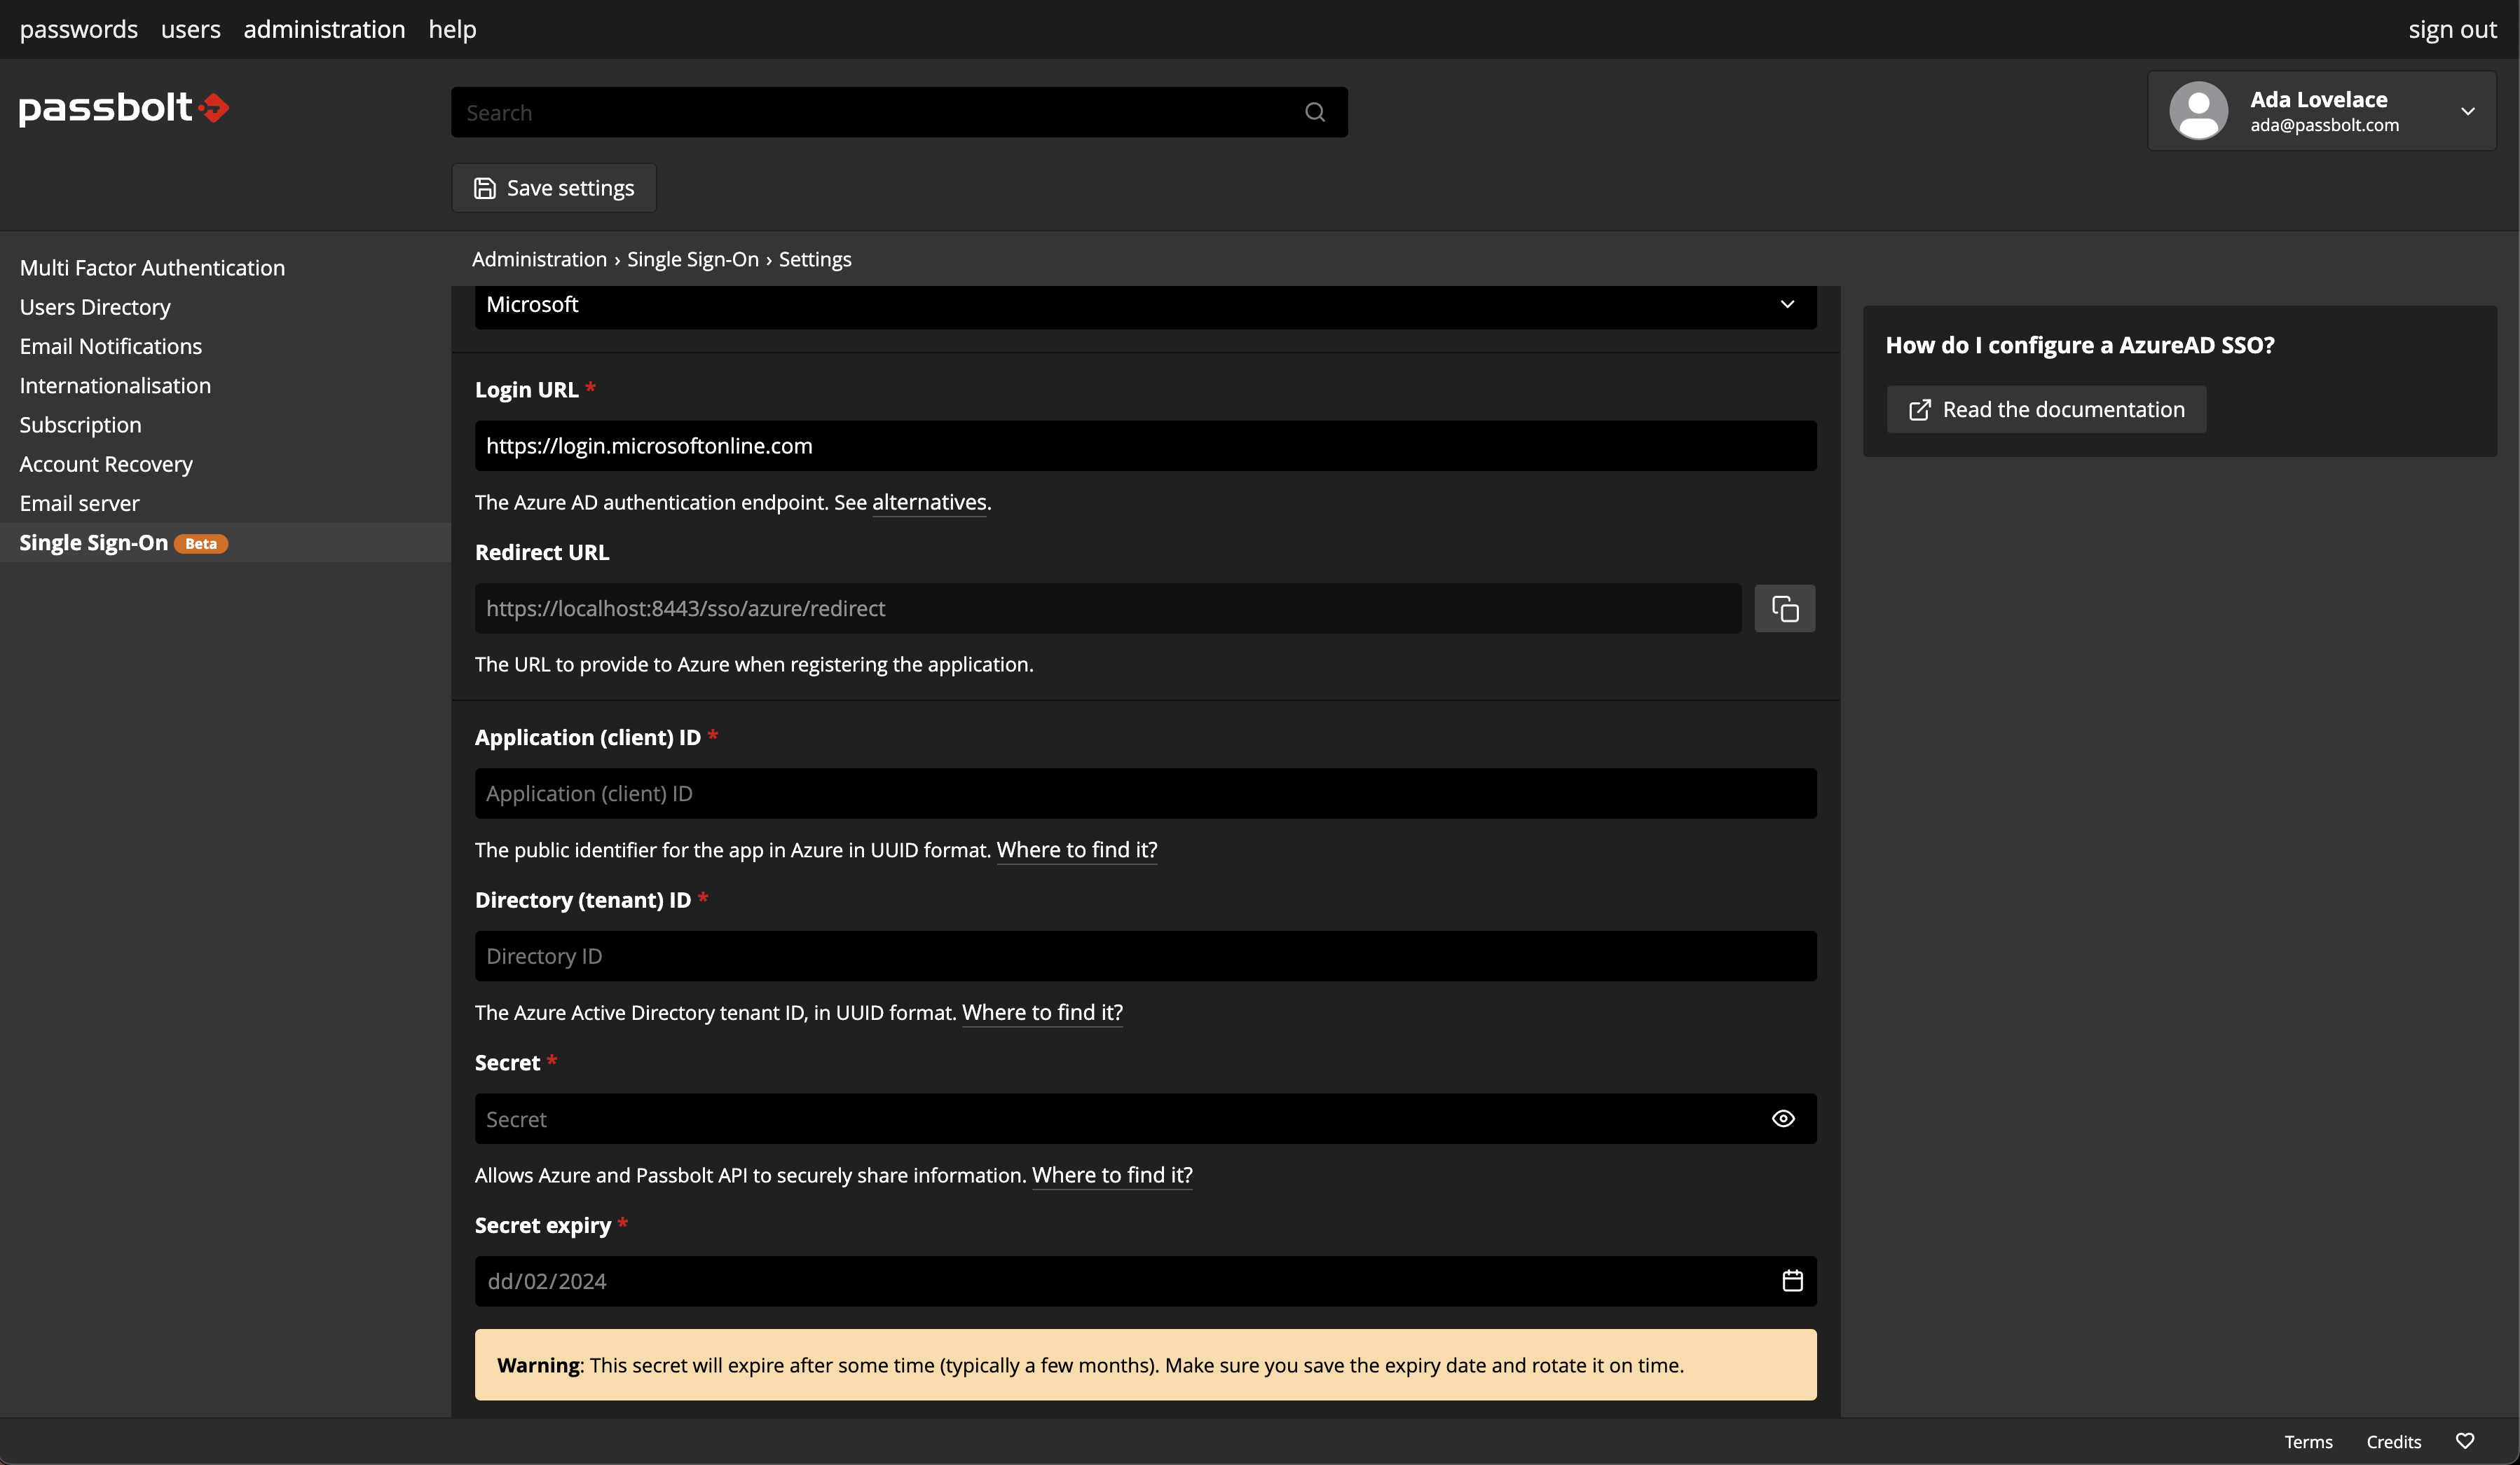 passwords users administration help sign out
passbolt
Search
Ada Lovelace
ada@passbolt.com
Save settings
Multi Factor Authentication
Users Directory
Email Notifications
Internationalisation
Subscription
Account Recovery
Email server
Single Sign-On Beta
Administration › Single Sign-On › Settings
Microsoft
Login URL *
https://login.microsoftonline.com
The Azure AD authentication endpoint. See alternatives.
Redirect URL
https://localhost:8443/sso/azure/redirect
The URL to provide to Azure when registering the application.
Application (client) ID *
Application (client) ID
The public identifier for the app in Azure in UUID format. Where to find it?
Directory (tenant) ID *
Directory ID
The Azure Active Directory tenant ID, in UUID format. Where to find it?
Secret *
Secret
Allows Azure and Passbolt API to securely share information. Where to find it?
Secret expiry *
dd/02/2024
Warning: This secret will expire after some time (typically a few months). Make sure you save the expiry date and rotate it on time.
How do I configure a AzureAD SSO?
Read the documentation
Terms Credits